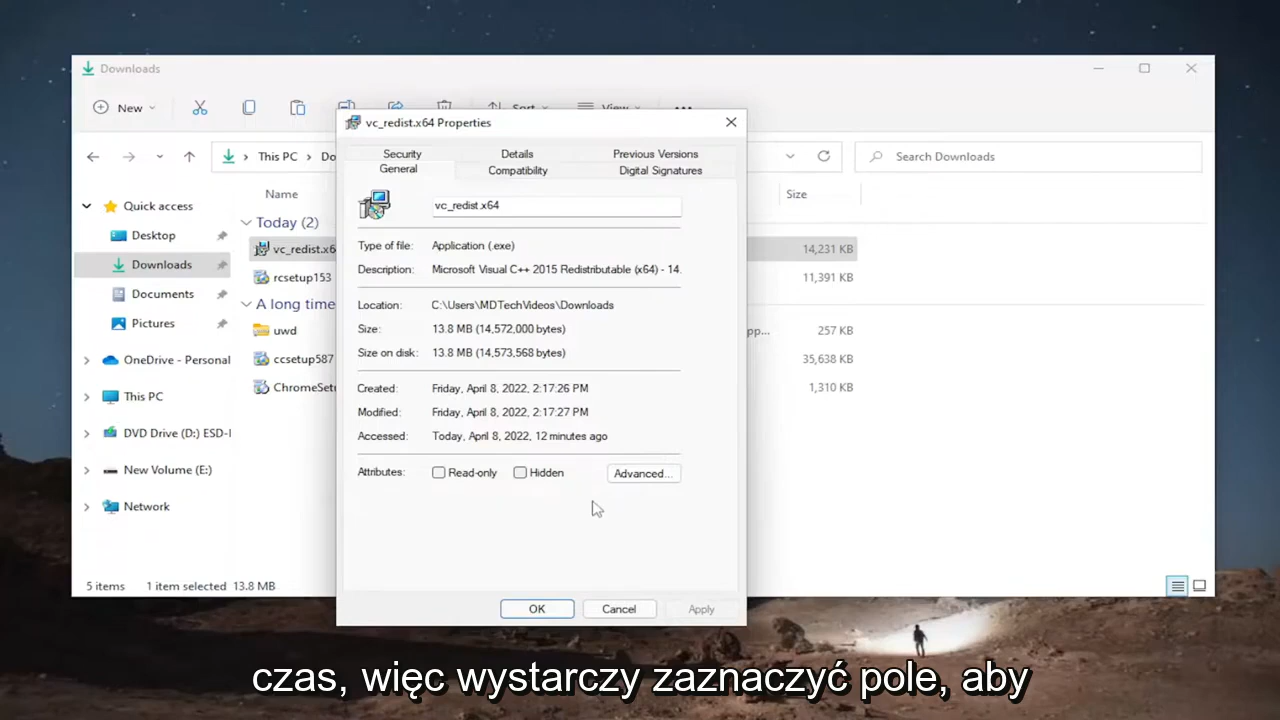 Downloads
New
Sort
View
vc_redist.x64 Properties
Security
Details
Previous Versions
General
Compatibility
Digital Signatures
This PC
Search Downloads
Name
Size
Quick access
Desktop
Downloads
Documents
Pictures
OneDrive - Personal
This PC
DVD Drive (D:) ESD-I
New Volume (E:)
Network
Today (2)
vc_redist.x6
14,231 KB
rcsetup153
11,391 KB
A long time
uwd
pp...
257 KB
ccsetup587
35,638 KB
ChromeSetu
1,310 KB
vc_redist.x64
Type of file: Application (.exe)
Description: Microsoft Visual C++ 2015 Redistributable (x64) - 14.
Location: C:\Users\MDTechVideos\Downloads
Size: 13.8 MB (14,572,000 bytes)
Size on disk: 13.8 MB (14,573,568 bytes)
Created: Friday, April 8, 2022, 2:17:26 PM
Modified: Friday, April 8, 2022, 2:17:27 PM
Accessed: Today, April 8, 2022, 12 minutes ago
Attributes: Read-only Hidden Advanced...
5 items 1 item selected 13.8 MB
OK Cancel Apply
czas, więc wystarczy zaznaczyć pole, aby